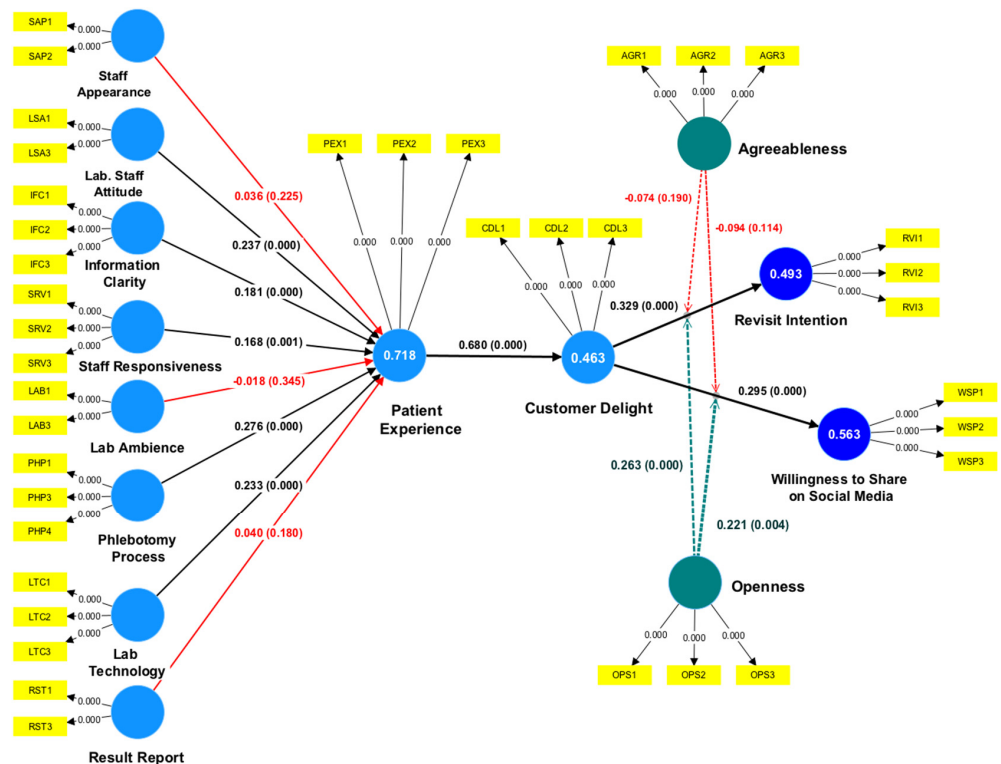 SAP1
0.000
SAP2
0.000
Staff
Appearance
LSA1
0.000
LSA3
0.000
Lab. Staff
Attitude
IFC1
0.000
IFC2
0.000
IFC3
0.000
Information
Clarity
SRV1
0.000
SRV2
0.000
SRV3
0.000
Staff Responsiveness
LAB1
0.000
LAB3
0.000
Lab Ambience
PHP1
0.000
PHP3
0.000
PHP4
0.000
Phlebotomy
Process
LTC1
0.000
LTC2
0.000
LTC3
0.000
Lab
Technology
RST1
0.000
RST3
0.000
Result Report
0.036 (0.225)
0.237 (0.000)
0.181 (0.000)
0.168 (0.001)
-0.018 (0.345)
0.276 (0.000)
0.233 (0.000)
0.040 (0.180)
PEX1
PEX2
PEX3
0.000
0.000
0.000
0.718
Patient
Experience
0.680 (0.000)
CDL1
CDL2
CDL3
0.000
0.000
0.000
0.463
Customer Delight
AGR1
AGR2
AGR3
0.000
0.000
0.000
Agreeableness
-0.074 (0.190)
-0.094 (0.114)
0.329 (0.000)
0.295 (0.000)
0.493
Revisit Intention
RVI1
0.000
RVI2
0.000
RVI3
0.000
0.563
Willingness to Share
on Social Media
WSP1
0.000
WSP2
0.000
WSP3
0.000
0.263 (0.000)
0.221 (0.004)
Openness
0.000
0.000
0.000
OPS1
OPS2
OPS3